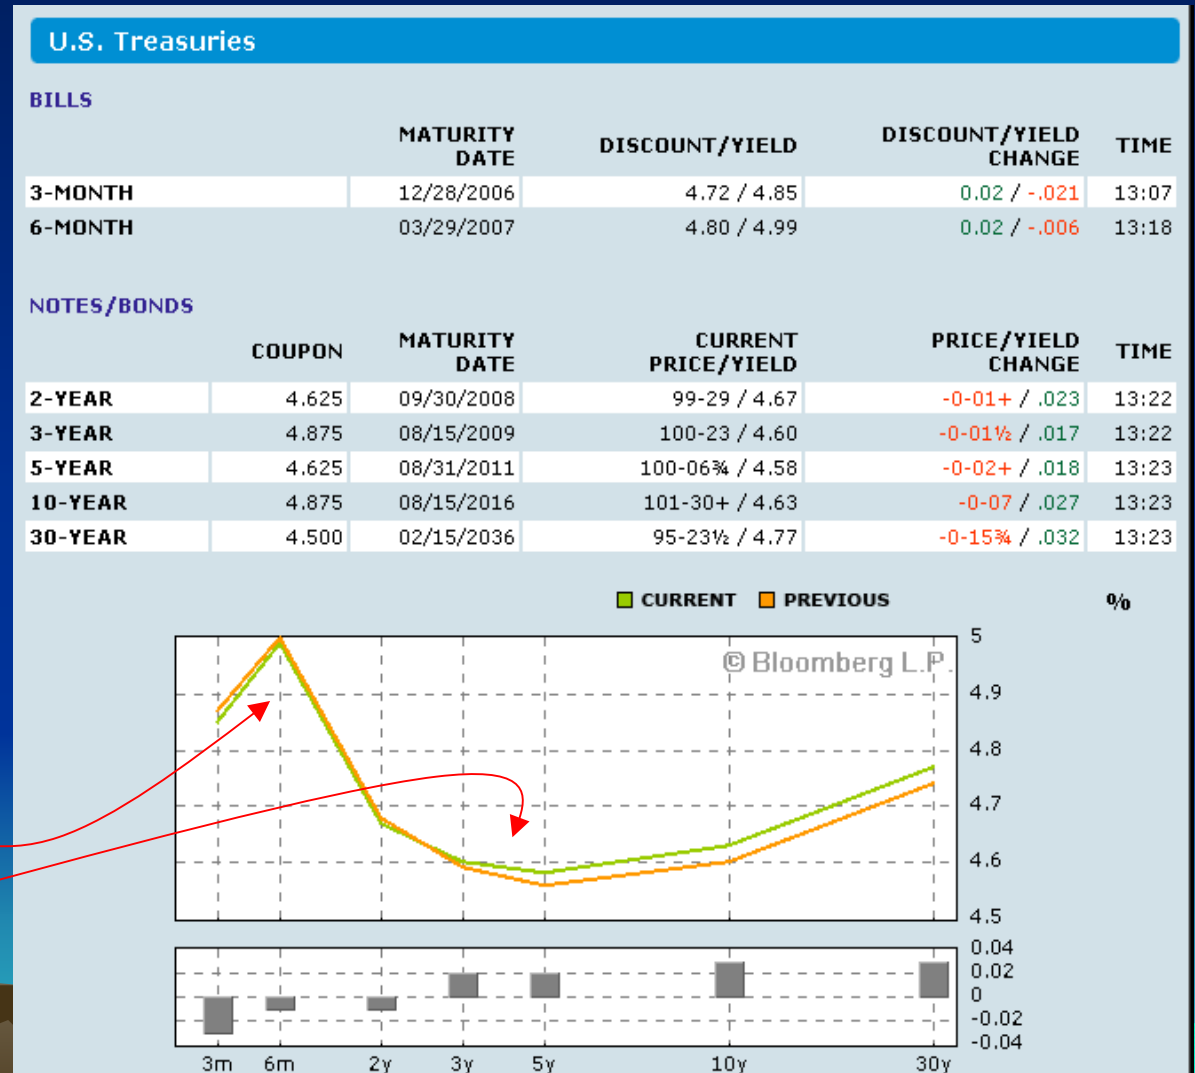 U.S. Treasuries
BILLS
MATURITY DATE DISCOUNT/YIELD DISCOUNT/YIELD CHANGE TIME
3-MONTH 12/28/2006 4.72 / 4.85 0.02 / -.021 13:07
6-MONTH 03/29/2007 4.80 / 4.99 0.02 / -.006 13:18
NOTES/BONDS
COUPON MATURITY DATE CURRENT PRICE/YIELD PRICE/YIELD CHANGE TIME
2-YEAR 4.625 09/30/2008 99-29 / 4.67 -0-01+ / .023 13:22
3-YEAR 4.875 08/15/2009 100-23 / 4.60 -0-01½ / .017 13:22
5-YEAR 4.625 08/31/2011 100-06¾ / 4.58 -0-02+ / .018 13:23
10-YEAR 4.875 08/15/2016 101-30+ / 4.63 -0-07 / .027 13:23
30-YEAR 4.500 02/15/2036 95-23½ / 4.77 -0-15¾ / .032 13:23
CURRENT PREVIOUS %
5
© Bloomberg L.P.
4.9
4.8
4.7
4.6
4.5
0.04
0.02
0
-0.02
-0.04
3m 6m 2y 3y 5y 10y 30y